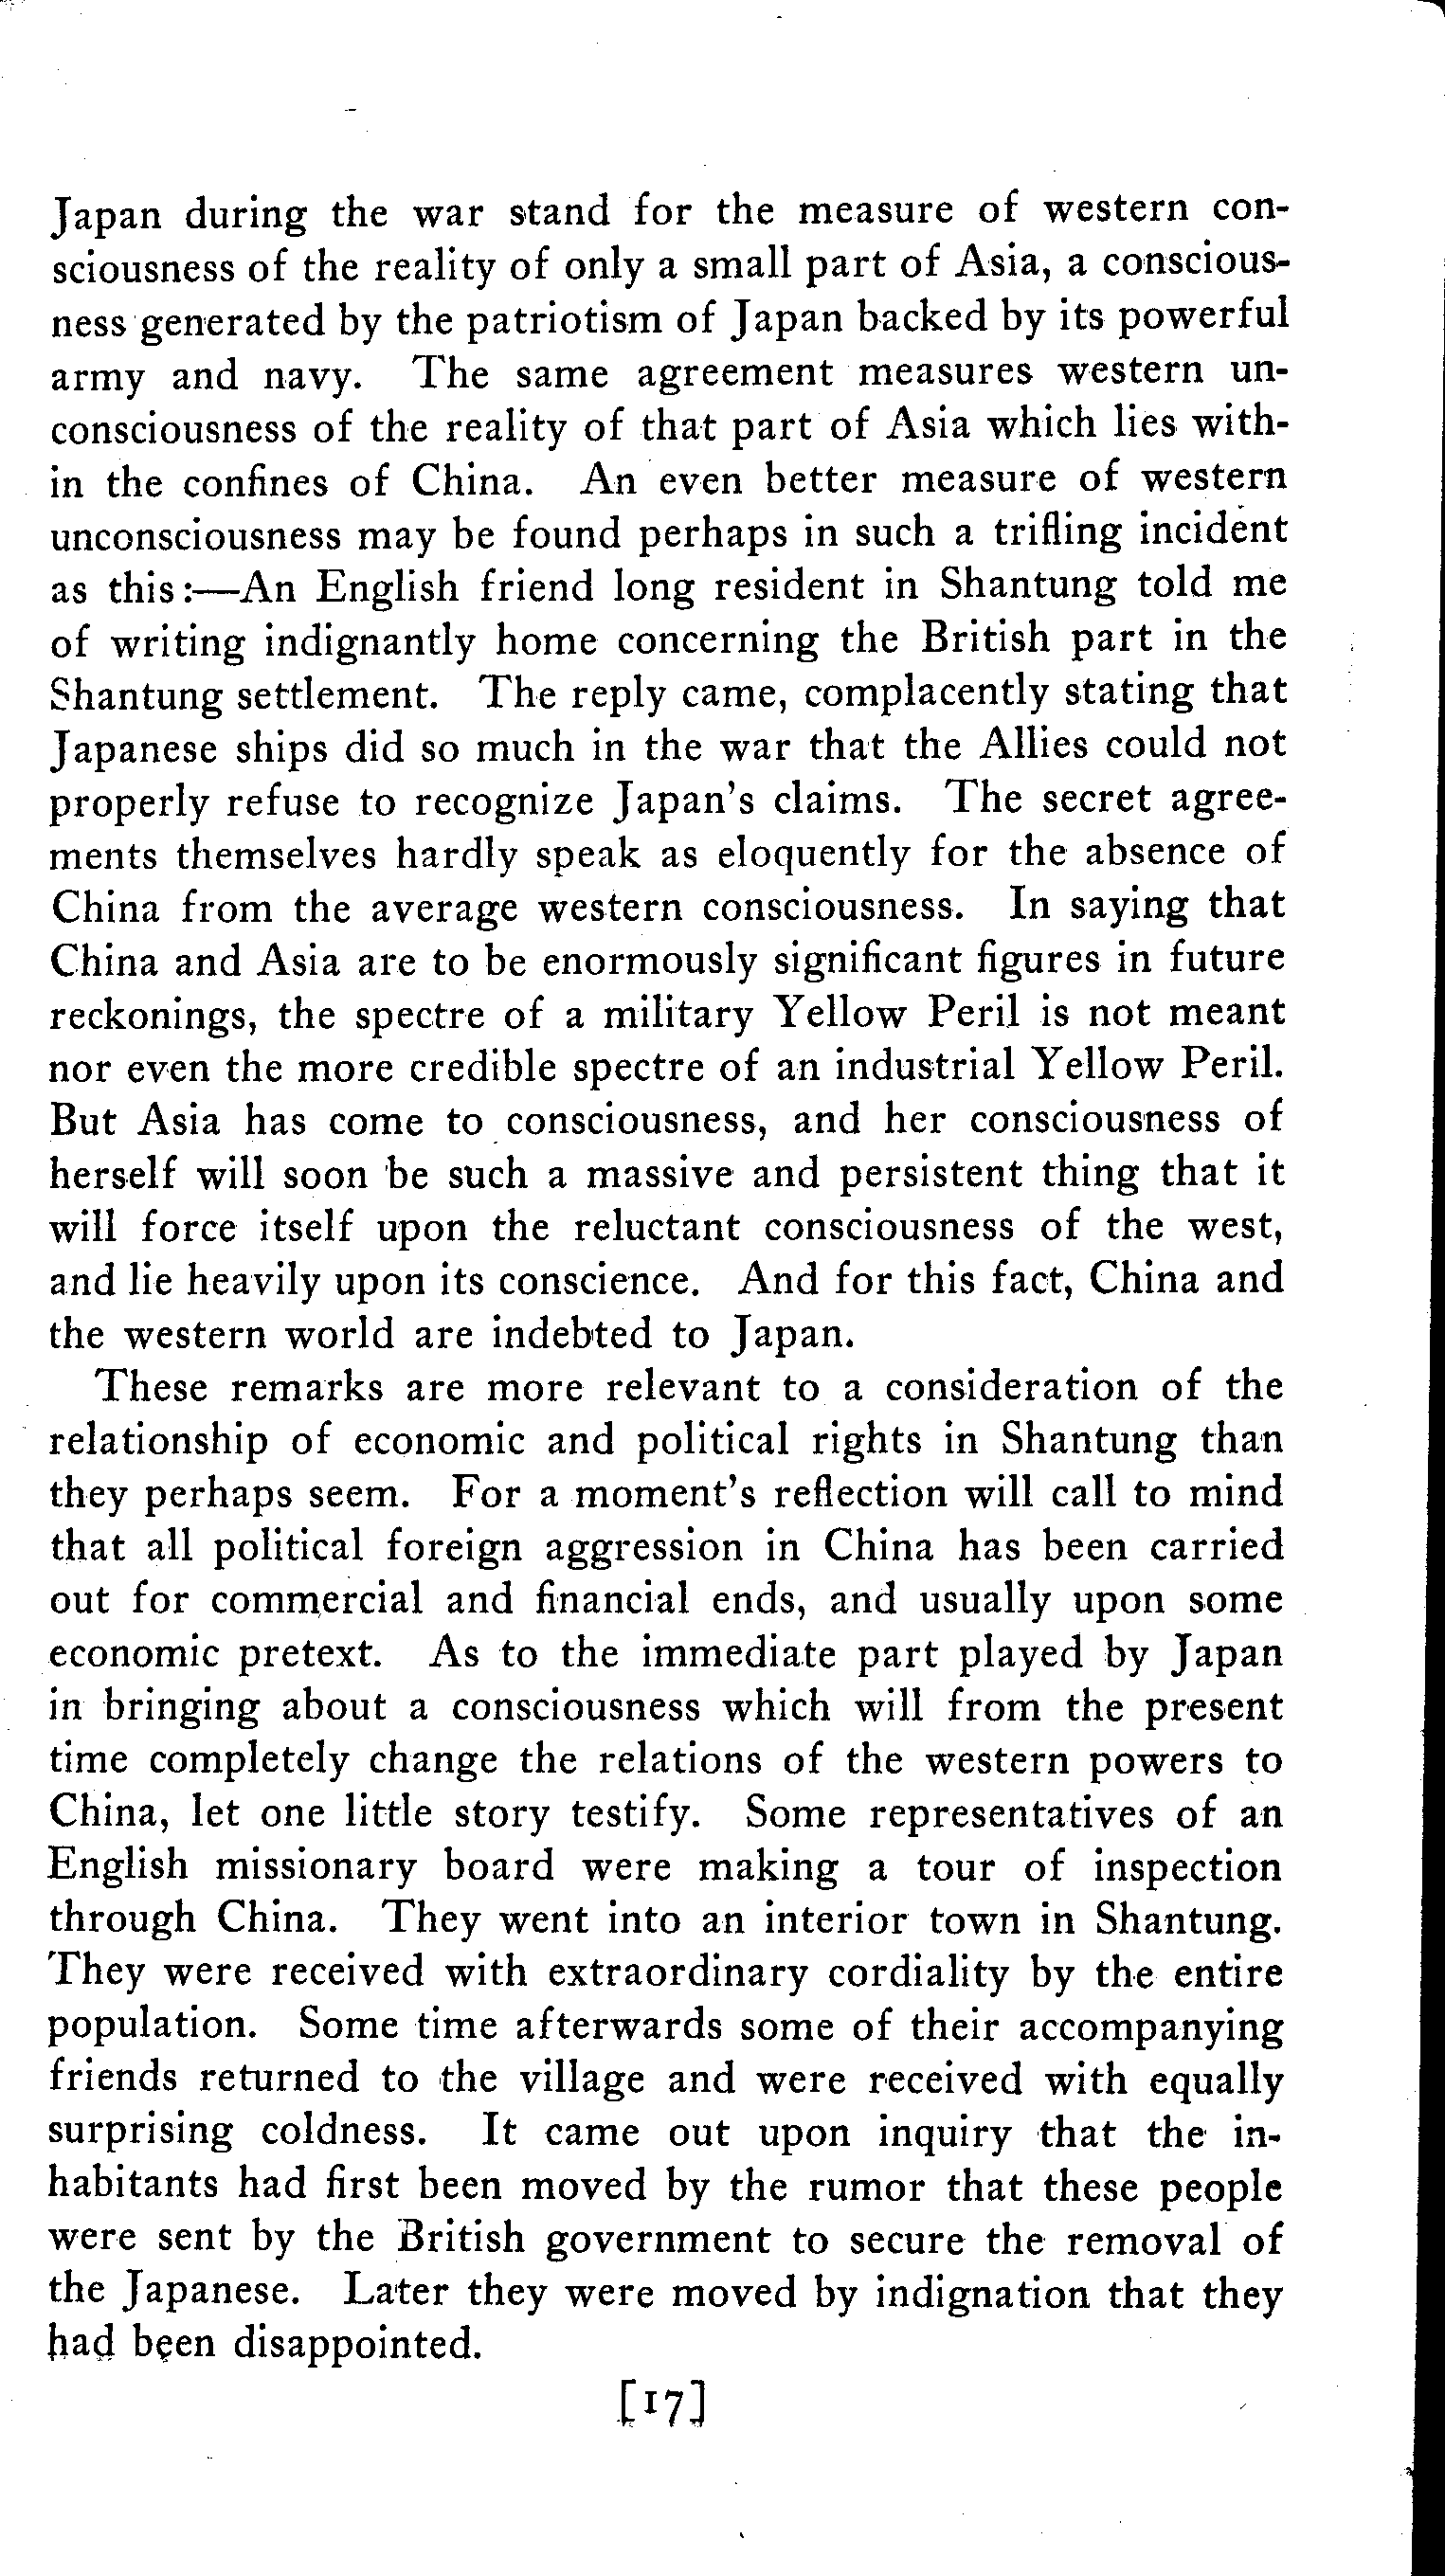 Japan during the war stand for the measure of western con-
sciousness of the reality of only a small part of Asia, a conscious-
ness generated by the patriotism of Japan backed by its powerful
army and navy. The same agreement measures western un-
consciousness of the reality of that part of Asia which lies with-
in the confines of China. An even better measure of western
unconsciousness may be found perhaps in such a trifling incident
as this:—An English friend long resident in Shantung told me
of writing indignantly home concerning the British part in the
Shantung settlement. The reply came, complacently stating that
Japanese ships did so much in the war that the Allies could not
properly refuse to recognize Japan's claims. The secret agree-
ments themselves hardly speak as eloquently for the absence of
China from the average western consciousness. In saying that
China and Asia are to be enormously significant figures in future
reckonings, the spectre of a military Yellow Peril is not meant
nor even the more credible spectre of an industrial Yellow Peril.
But Asia has come to consciousness, and her consciousness of
herself will soon be such a massive and persistent thing that it
will force itself upon the reluctant consciousness of the west,
and lie heavily upon its conscience. And for this fact, China and
the western world are indebted to Japan.
These remarks are more relevant to a consideration of the
relationship of economic and political rights in Shantung than
they perhaps seem. For a moment's reflection will call to mind
that all political foreign aggression in China has been carried
out for commercial and financial ends, and usually upon some
economic pretext. As to the immediate part played by Japan
in bringing about a consciousness which will from the present
time completely change the relations of the western powers to
China, let one little story testify. Some representatives of an
English missionary board were making a tour of inspection
through China. They went into an interior town in Shantung.
They were received with extraordinary cordiality by the entire
population. Some time afterwards some of their accompanying
friends returned to the village and were received with equally
surprising coldness. It came out upon inquiry that the in-
habitants had first been moved by the rumor that these people
were sent by the British government to secure the removal of
the Japanese. Later they were moved by indignation that they
had been disappointed.
[17]